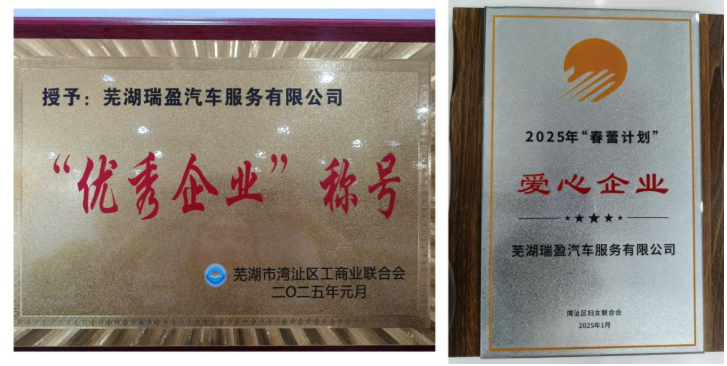 授予：芜湖瑞盈汽车服务有限公司
“优秀企业”称号
芜湖市湾沚区工商业联合会
二〇二五年元月
2025年“春蕾计划”
爱心企业
芜湖瑞盈汽车服务有限公司
湾沚区妇女联合会
2025年1月